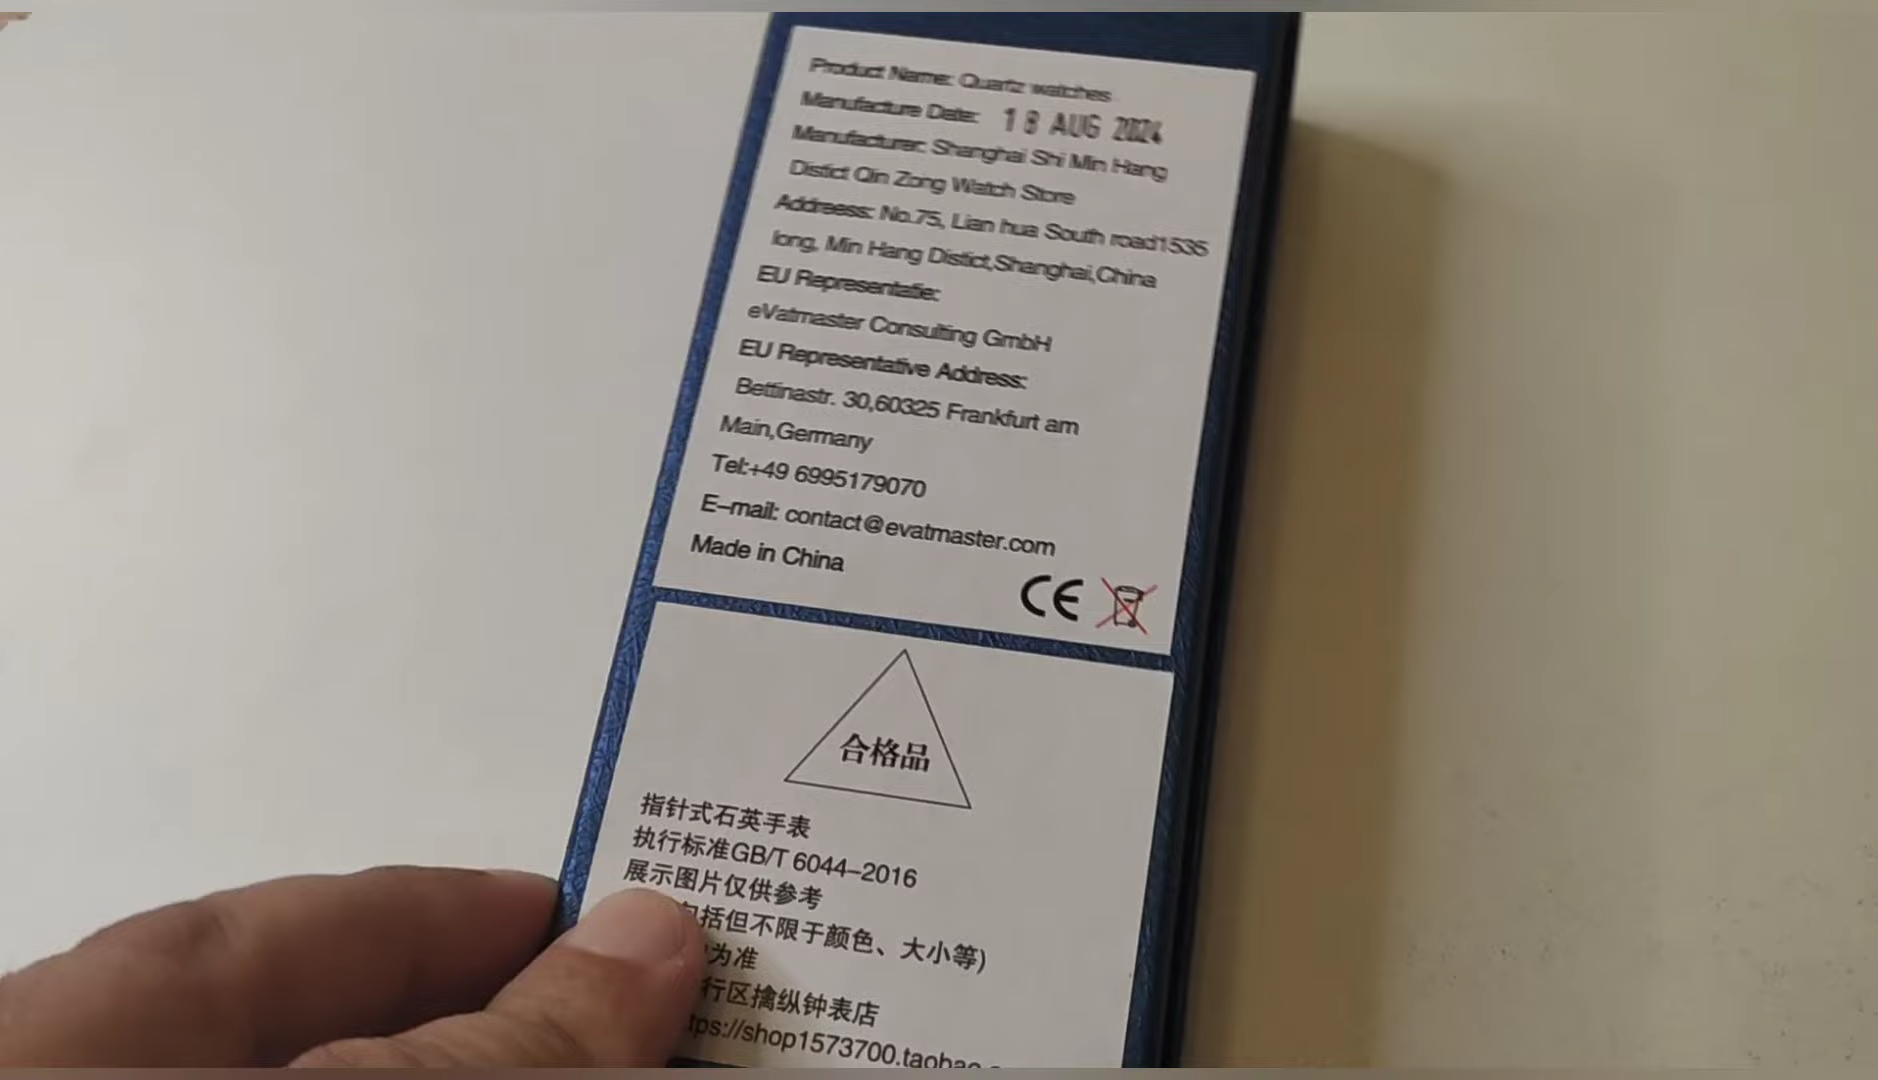 Product Name: Quartz watches
Manufacture Date: 18 AUG 2024
Manufacturer: Shanghai Shi Min Hang
Distict Qin Zong Watch Store
Addreess: No.75, Lian hua South road1535
long, Min Hang Distict,Shanghai,China
EU Representatie:
eVatmaster Consulting GmbH
EU Representative Address:
Bettinastr. 30,60325 Frankfurt am
Main,Germany
Tel:+49 6995179070
E-mail: contact@evatmaster.com
Made in China
CE
合格品
指针式石英手表
执行标准GB/T 6044-2016
展示图片仅供参考
包括但不限于颜色、大小等)
为准
行区擒纵钟表店
tps://shop1573700.taobao